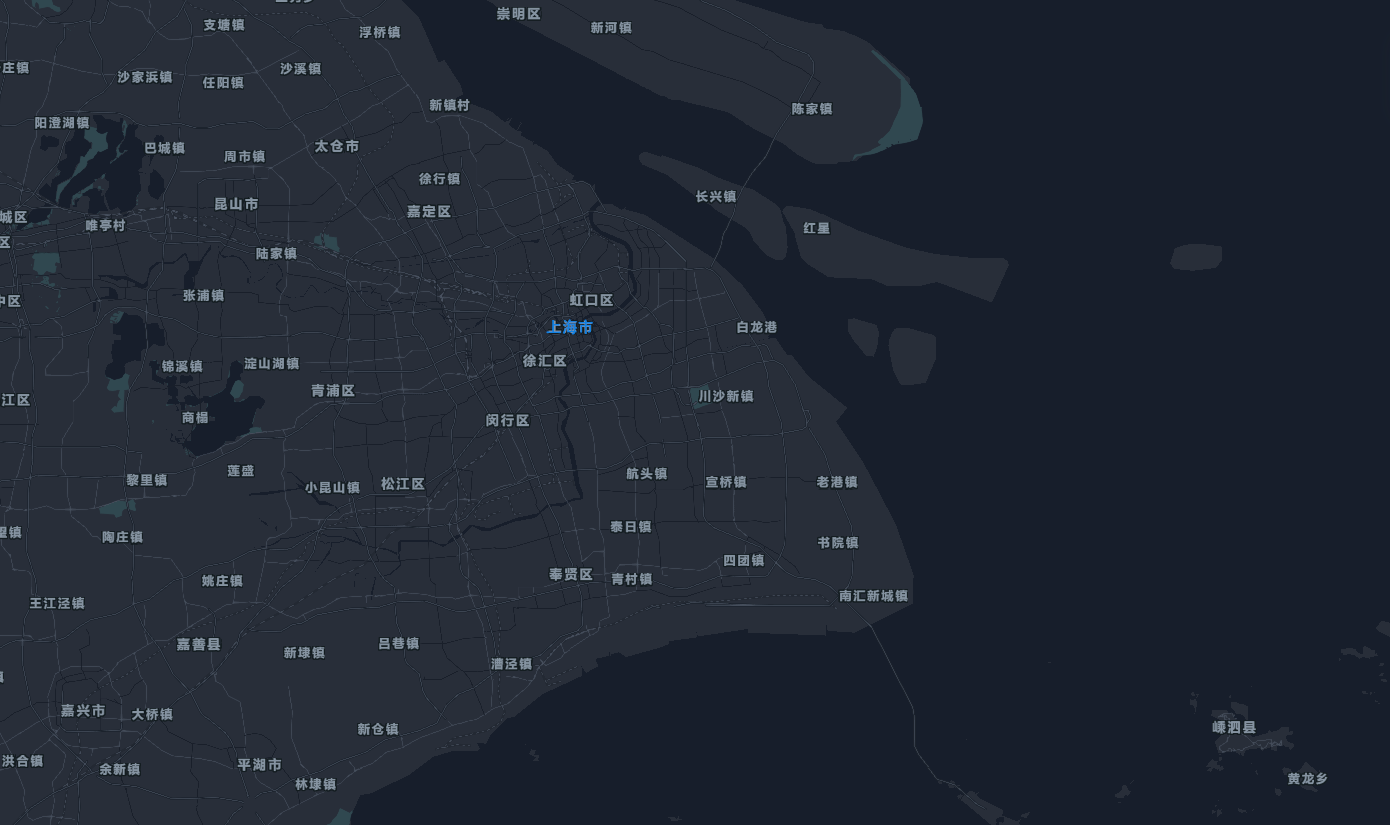 崇明区
支塘镇
新河镇
浮桥镇
庄镇
沙家浜镇
任阳镇
沙溪镇
新镇村
陈家镇
阳澄湖镇
巴城镇
周市镇
太仓市
徐行镇
长兴镇
昆山市
嘉定区
城区
唯亭村
红星
区
陆家镇
张浦镇
中区
虹口区
上海市
白龙港
徐汇区
锦溪镇
淀山湖镇
青浦区
川沙新镇
江区
商榻
闵行区
莲盛
航头镇
黎里镇
小昆山镇
松江区
宣桥镇
老港镇
泰日镇
望镇
陶庄镇
书院镇
四团镇
奉贤区
青村镇
姚庄镇
南汇新城镇
王江泾镇
嘉善县
新埭镇
吕巷镇
漕泾镇
嘉兴市
大桥镇
新仓镇
嵊泗县
洪合镇
余新镇
平湖市
林埭镇
黄龙乡